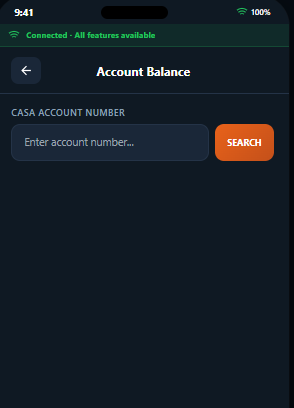 9:41
100%
Connected · All features available
Account Balance
CASA ACCOUNT NUMBER
Enter account number...
SEARCH